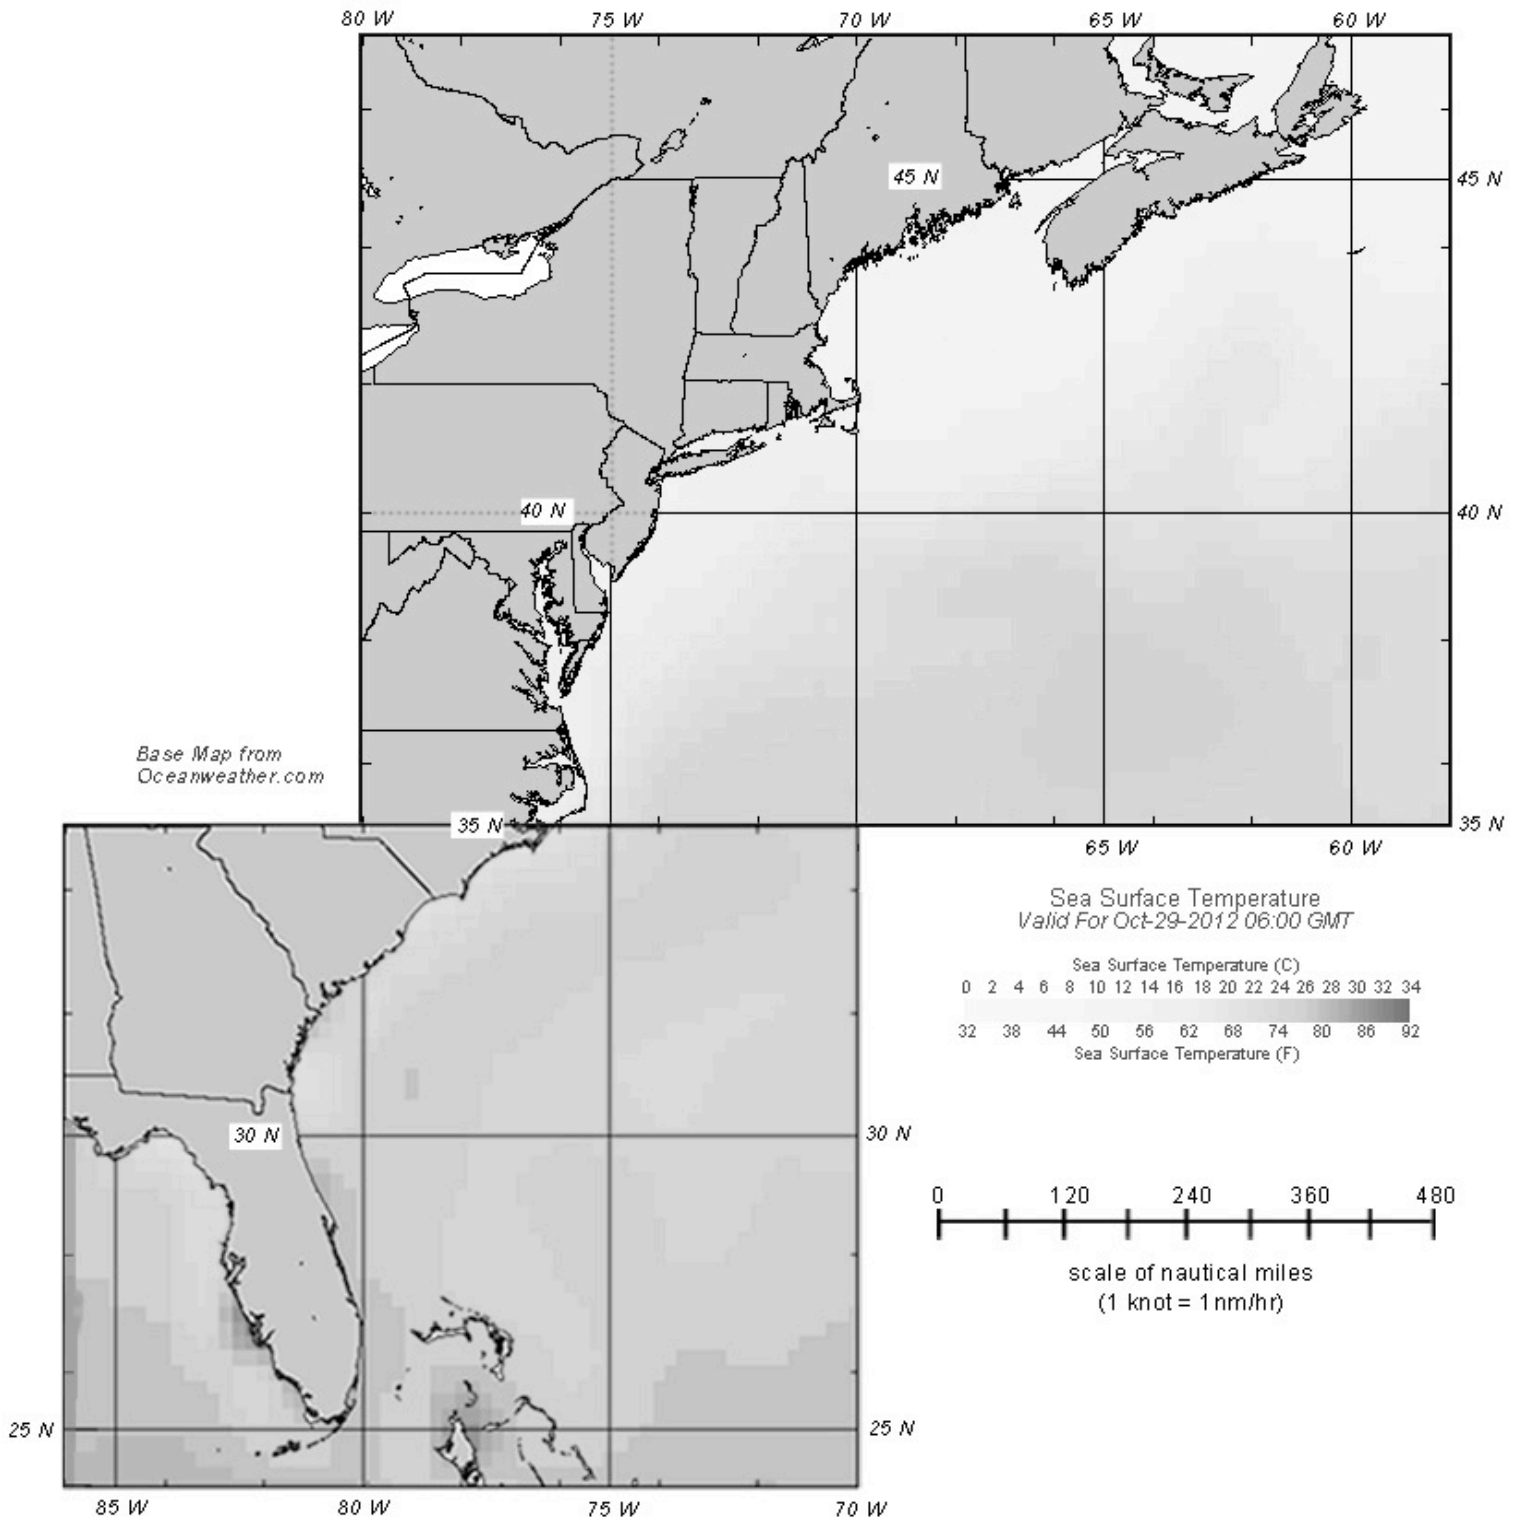 80 W 75 W 70 W 65 W 60 W
45 N 45 N
40 N 40 N
Base Map from
Oceanweather.com
35 N 35 N
65 W 60 W
Sea Surface Temperature
Valid For Oct-29-2012 06:00 GMT
Sea Surface Temperature (C)
0 2 4 6 8 10 12 14 16 18 20 22 24 26 28 30 32 34
32 38 44 50 56 62 68 74 80 86 92
Sea Surface Temperature (F)
30 N 30 N
0 120 240 360 480
scale of nautical miles
(1 knot = 1nm/hr)
25 N 25 N
85 W 80 W 75 W 70 W